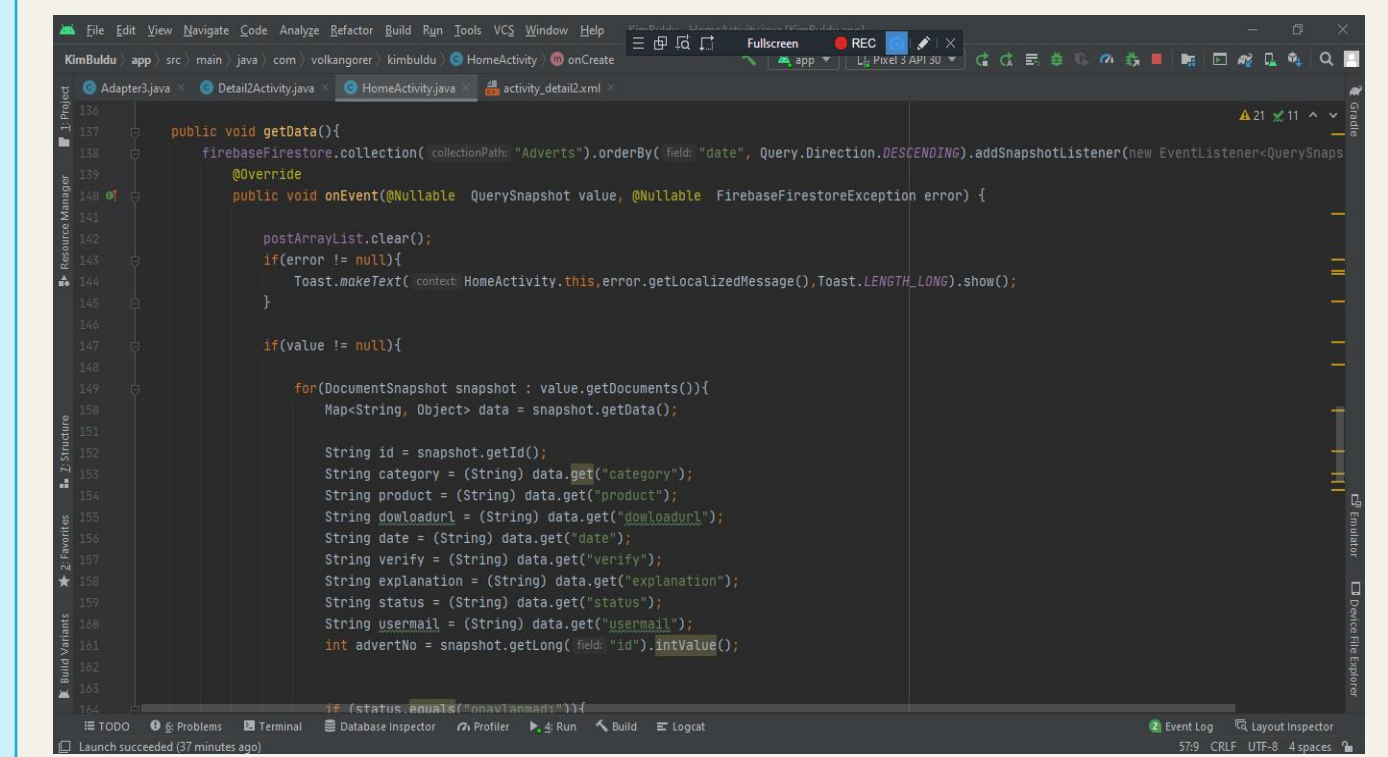 File Edit View Navigate Code Analyze Refactor Build Run Tools VCS Window Help
Fullscreen REC
KimBuldu app src main java com volkangorer kimbuldu HomeActivity onCreate app Pixel 3 API 30
Adapter3.java Detail2Activity.java HomeActivity.java activity_detail2.xml
1: Project
Resource Manager
Z: Structure
2: Favorites
Build Variants
136
21 11
137 public void getData(){
138 firebaseFirestore.collection( collectionPath: "Adverts").orderBy( field: "date", Query.Direction.DESCENDING).addSnapshotListener(new EventListener<QuerySnaps
139 @Override
140 public void onEvent(@Nullable QuerySnapshot value, @Nullable FirebaseFirestoreException error) {
141
142 postArrayList.clear();
143 if(error != null){
144 Toast.makeText( context: HomeActivity.this,error.getLocalizedMessage(),Toast.LENGTH_LONG).show();
145 }
146
147 if(value != null){
148
149 for(DocumentSnapshot snapshot : value.getDocuments()){
150 Map<String, Object> data = snapshot.getData();
151
152 String id = snapshot.getId();
153 String category = (String) data.get("category");
154 String product = (String) data.get("product");
155 String dowloadurl = (String) data.get("dowloadurl");
156 String date = (String) data.get("date");
157 String verify = (String) data.get("verify");
158 String explanation = (String) data.get("explanation");
159 String status = (String) data.get("status");
160 String usermail = (String) data.get("usermail");
161 int advertNo = snapshot.getLong( field: "id").intValue();
162
163
164 if (status.equals("onaylanmadı")){
Gradle
Emulator
Device File Explorer
TODO 6: Problems Terminal Database Inspector Profiler 4: Run Build Logcat 2 Event Log Layout Inspector
Launch succeeded (37 minutes ago) 57:9 CRLF UTF-8 4 spaces